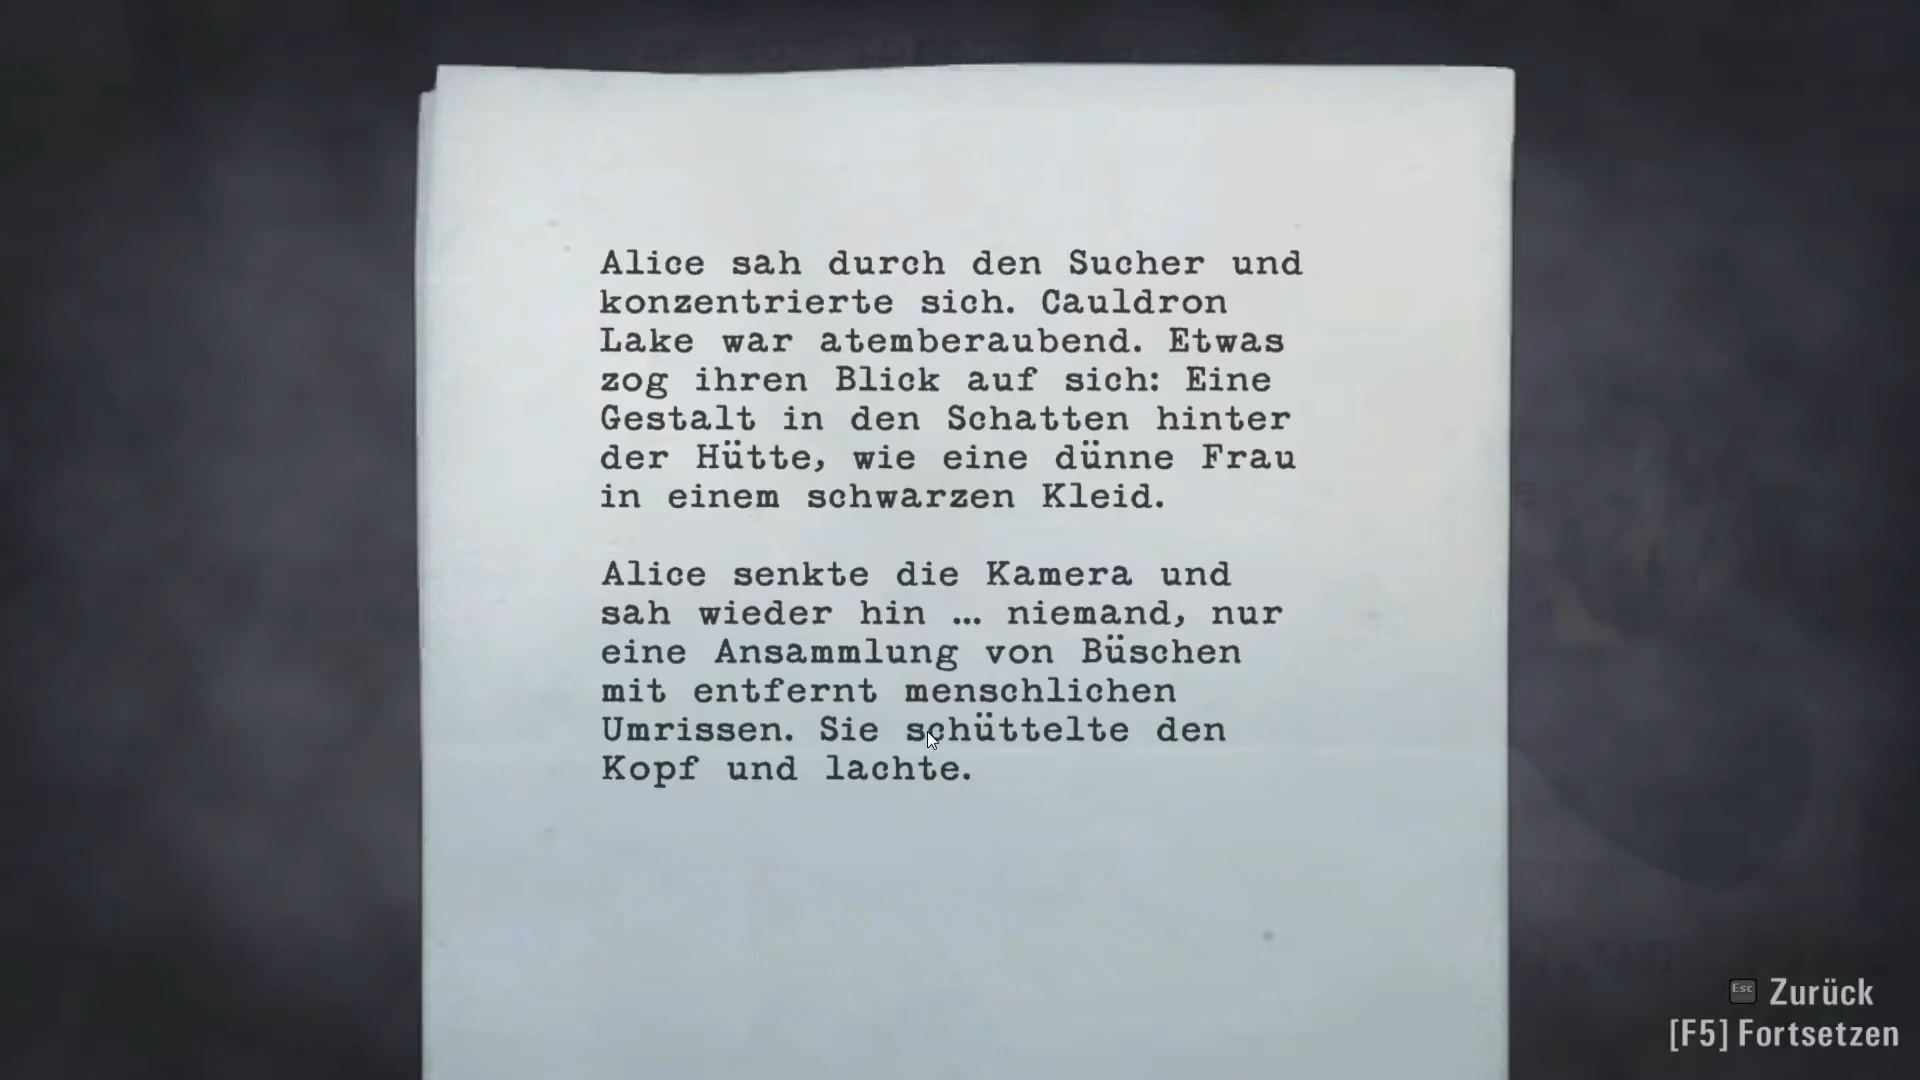 Alice sah durch den Sucher und
konzentrierte sich. Cauldron
Lake war atemberaubend. Etwas
zog ihren Blick auf sich: Eine
Gestalt in den Schatten hinter
der Hütte, wie eine dünne Frau
in einem schwarzen Kleid.
Alice senkte die Kamera und
sah wieder hin … niemand, nur
eine Ansammlung von Büschen
mit entfernt menschlichen
Umrissen. Sie schüttelte den
Kopf und lachte.
Esc Zurück
[F5] Fortsetzen